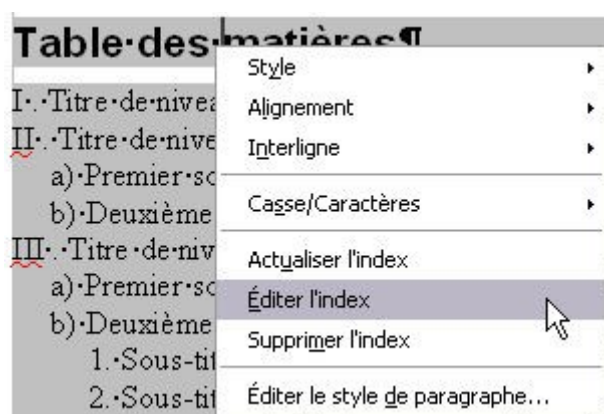 Table·des·matières¶
Style
I·.·Titre·de·nivea
Alignement
II·.·Titre·de·nive
Interligne
a)·Premier·so
b)·Deuxième
Casse/Caractères
III·.·Titre·de·niv
Actualiser l'index
a)·Premier·so
Éditer l'index
b)·Deuxième
Supprimer l'index
1.·Sous-tit
2.·Sous-tit
Éditer le style de paragraphe...